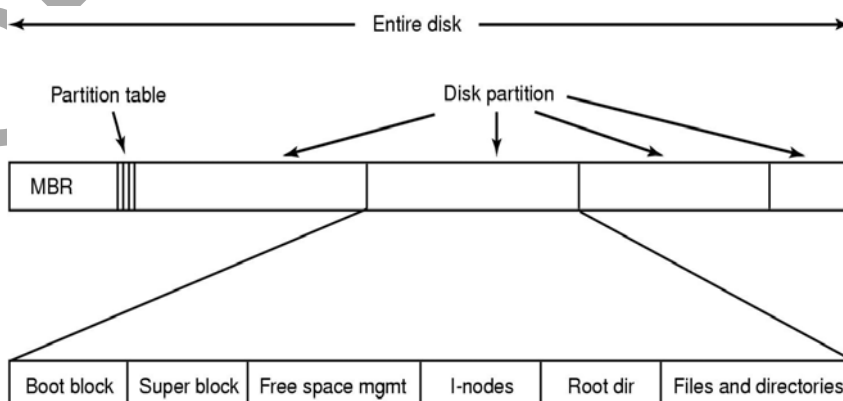 Entire disk
Partition table
Disk partition
MBR
Boot block
Super block
Free space mgmt
I-nodes
Root dir
Files and directories